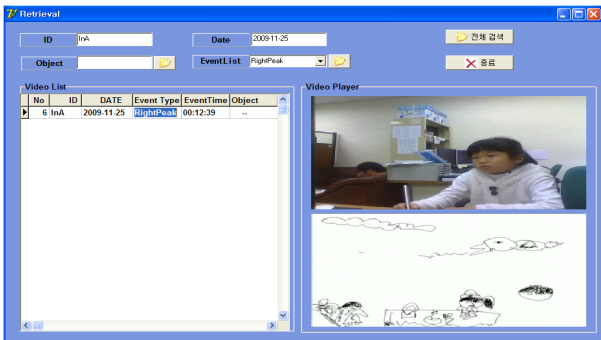 Retrieval
ID InA Date 2009-11-25 전체 검색
Object EventList RightPeak 종료
Video List
No ID DATE Event Type EventTime Object
6 InA 2009-11-25 RightPeak 00:12:39 --
Video Player